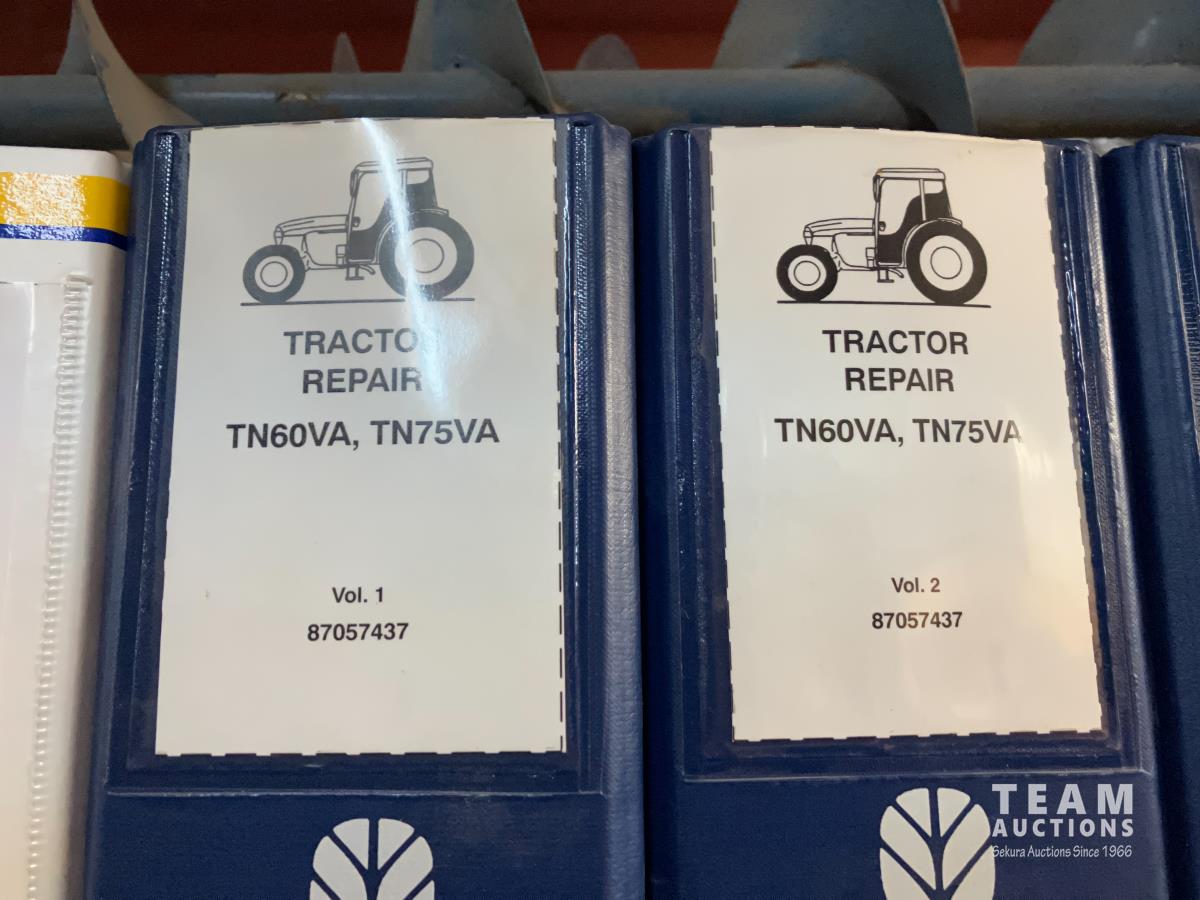 TRACTOR
REPAIR
TN60VA, TN75VA
Vol. 1
87057437
TRACTOR
REPAIR
TN60VA, TN75VA
Vol. 2
87057437
TEAM
AUCTIONS
Sekura Auctions Since 1966